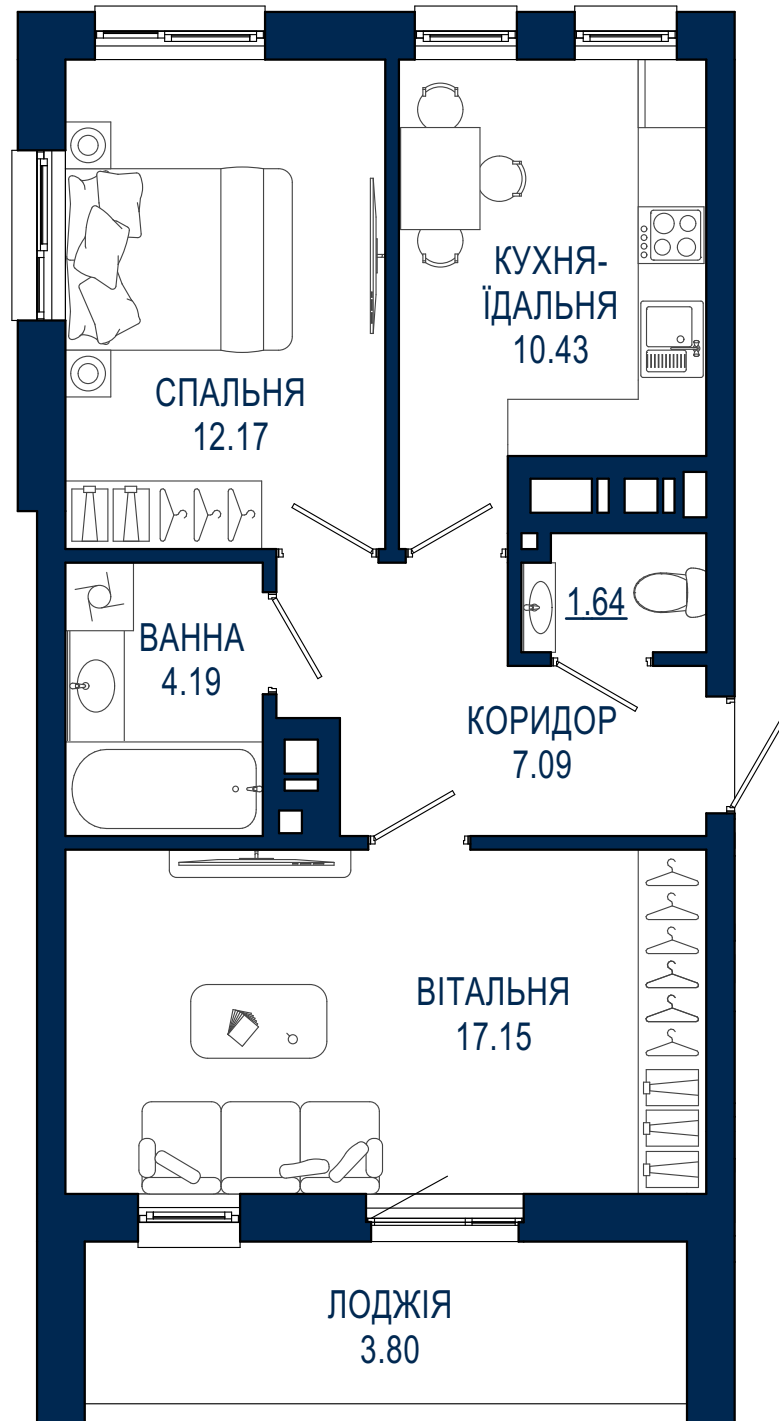 КУХНЯ-
ЇДАЛЬНЯ
10.43
СПАЛЬНЯ
12.17
1.64
ВАННА
4.19
КОРИДОР
7.09
ВІТАЛЬНЯ
17.15
ЛОДЖІЯ
3.80